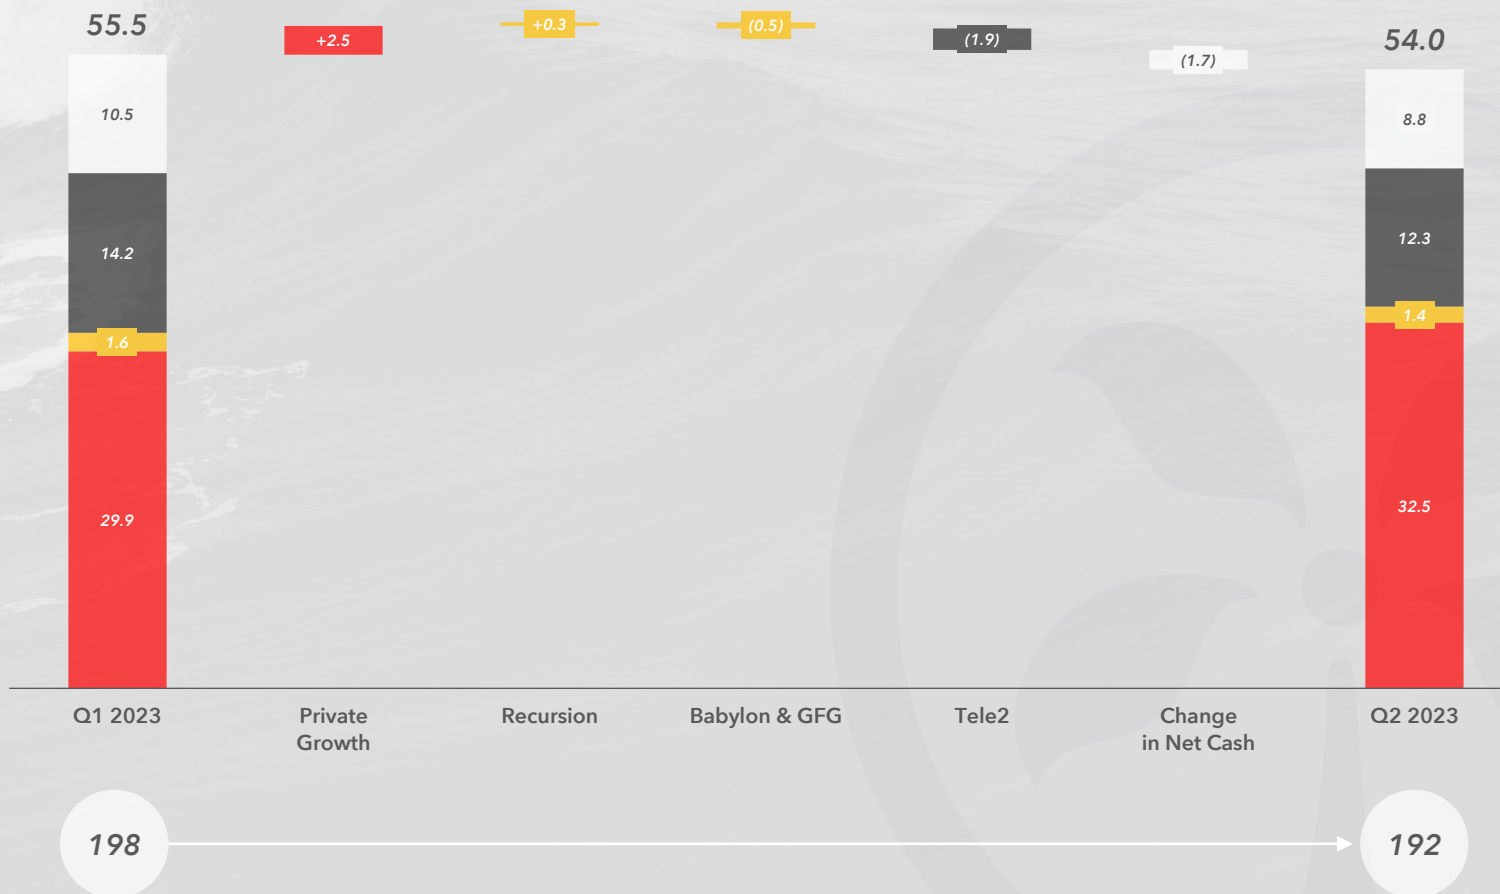 55.5
+2.5
+0.3
(0.5)
(1.9)
(1.7)
54.0
10.5
8.8
14.2
12.3
1.6
1.4
29.9
32.5
Q1 2023
Private
Growth
Recursion
Babylon & GFG
Tele2
Change
in Net Cash
Q2 2023
198
192